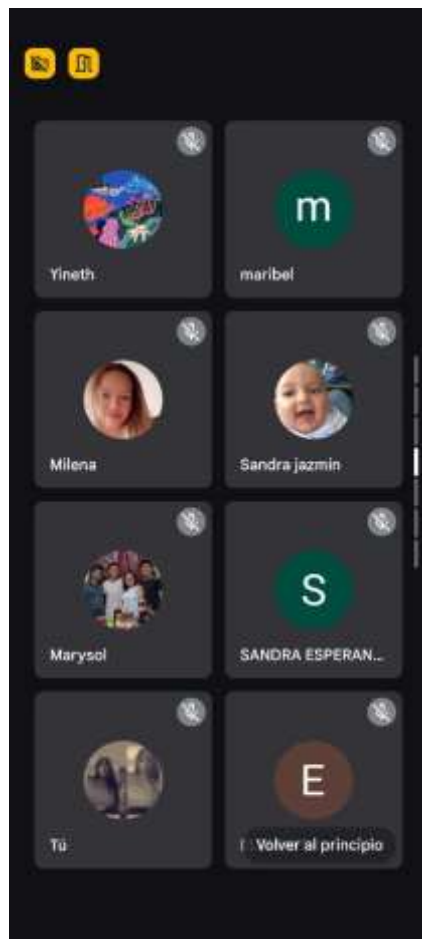 Yineth
m
maribel
Milena
Sandra jazmin
Marysol
S
SANDRA ESPERAN...
Tú
E
Volver al principio